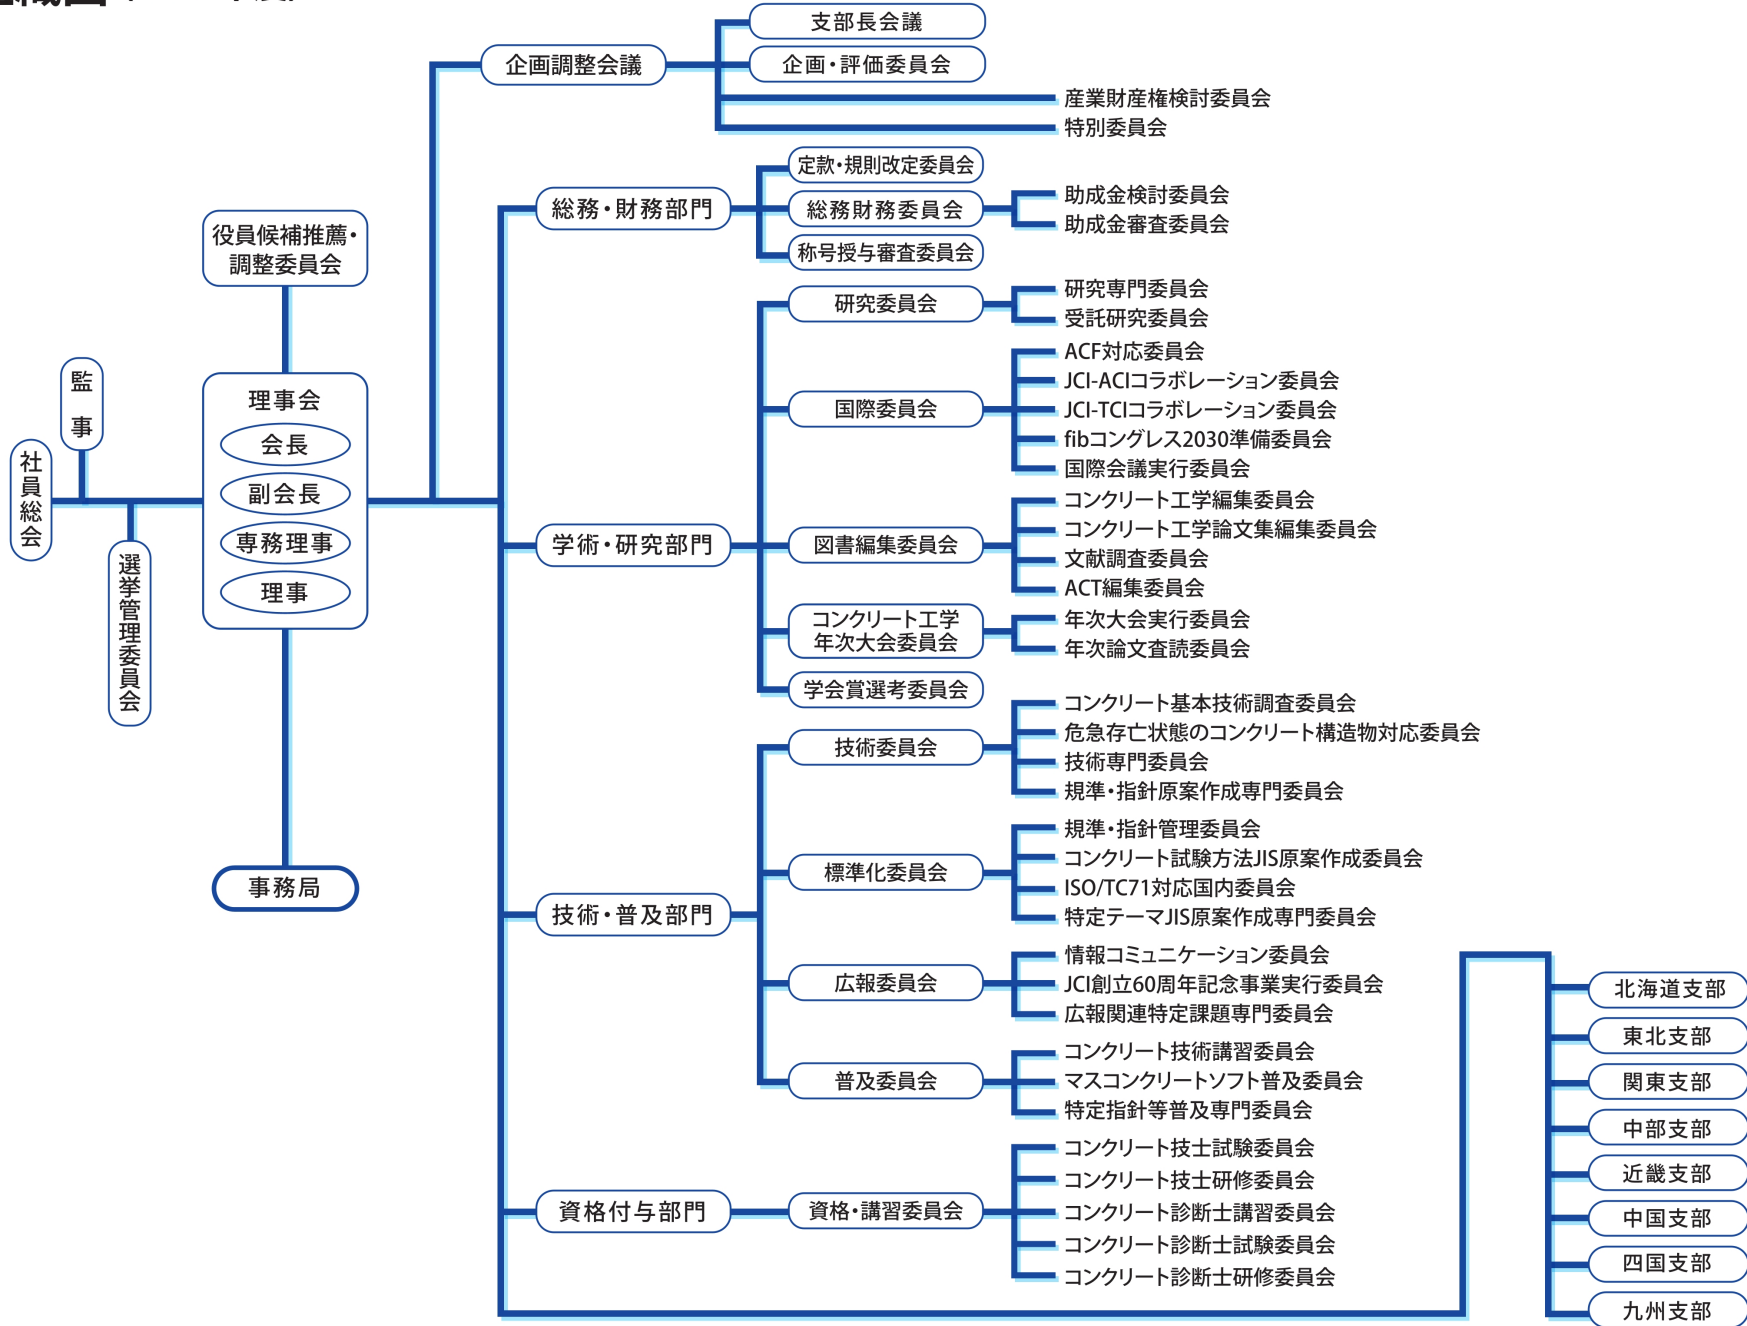 支部長会議
企画調整会議
企画・評価委員会
産業財産権検討委員会
特別委員会
定款・規則改定委員会
総務・財務部門
総務財務委員会
助成金検討委員会
助成金審査委員会
称号授与審査委員会
役員候補推薦・
調整委員会
研究委員会
研究専門委員会
受託研究委員会
監事
理事会
会長
副会長
専務理事
理事
社員総会
選挙管理委員会
事務局
国際委員会
ACF対応委員会
JCI-ACIコラボレーション委員会
JCI-TCIコラボレーション委員会
fibコングレス2030準備委員会
国際会議実行委員会
学術・研究部門
図書編集委員会
コンクリート工学編集委員会
コンクリート工学論文集編集委員会
文献調査委員会
ACT編集委員会
コンクリート工学
年次大会委員会
年次大会実行委員会
年次論文査読委員会
学会賞選考委員会
技術委員会
コンクリート基本技術調査委員会
危急存亡状態のコンクリート構造物対応委員会
技術専門委員会
規準・指針原案作成専門委員会
標準化委員会
規準・指針管理委員会
コンクリート試験方法JIS原案作成委員会
ISO/TC71対応国内委員会
特定テーマJIS原案作成専門委員会
技術・普及部門
広報委員会
情報コミュニケーション委員会
JCI創立60周年記念事業実行委員会
広報関連特定課題専門委員会
普及委員会
コンクリート技術講習委員会
マスコンクリートソフト普及委員会
特定指針等普及専門委員会
資格付与部門
資格・講習委員会
コンクリート技士試験委員会
コンクリート技士研修委員会
コンクリート診断士講習委員会
コンクリート診断士試験委員会
コンクリート診断士研修委員会
北海道支部
東北支部
関東支部
中部支部
近畿支部
中国支部
四国支部
九州支部